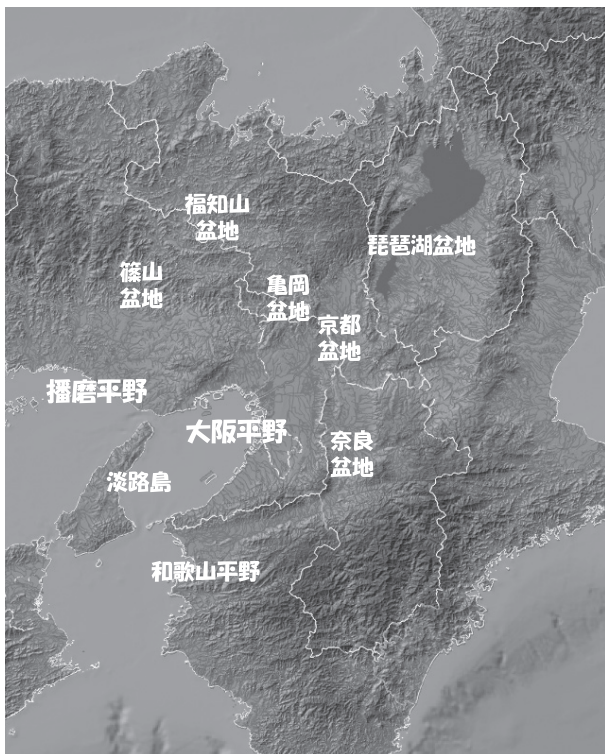 福知山
盆地
琵琶湖盆地
篠山
盆地
亀岡
盆地
京都
盆地
播磨平野
大阪平野
奈良
盆地
淡路島
和歌山平野